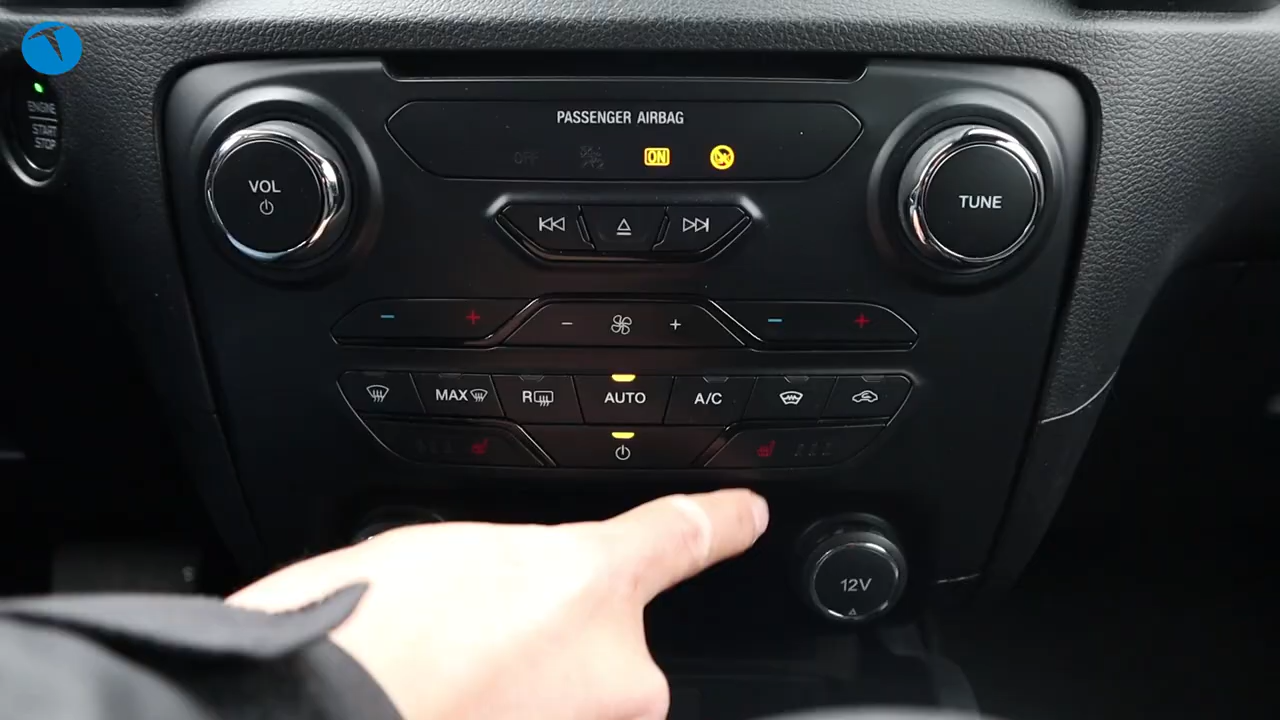 PASSENGER AIRBAG
ENGINE
START
STOP
OFF
ON
VOL
TUNE
MAX
R
AUTO
A/C
12V